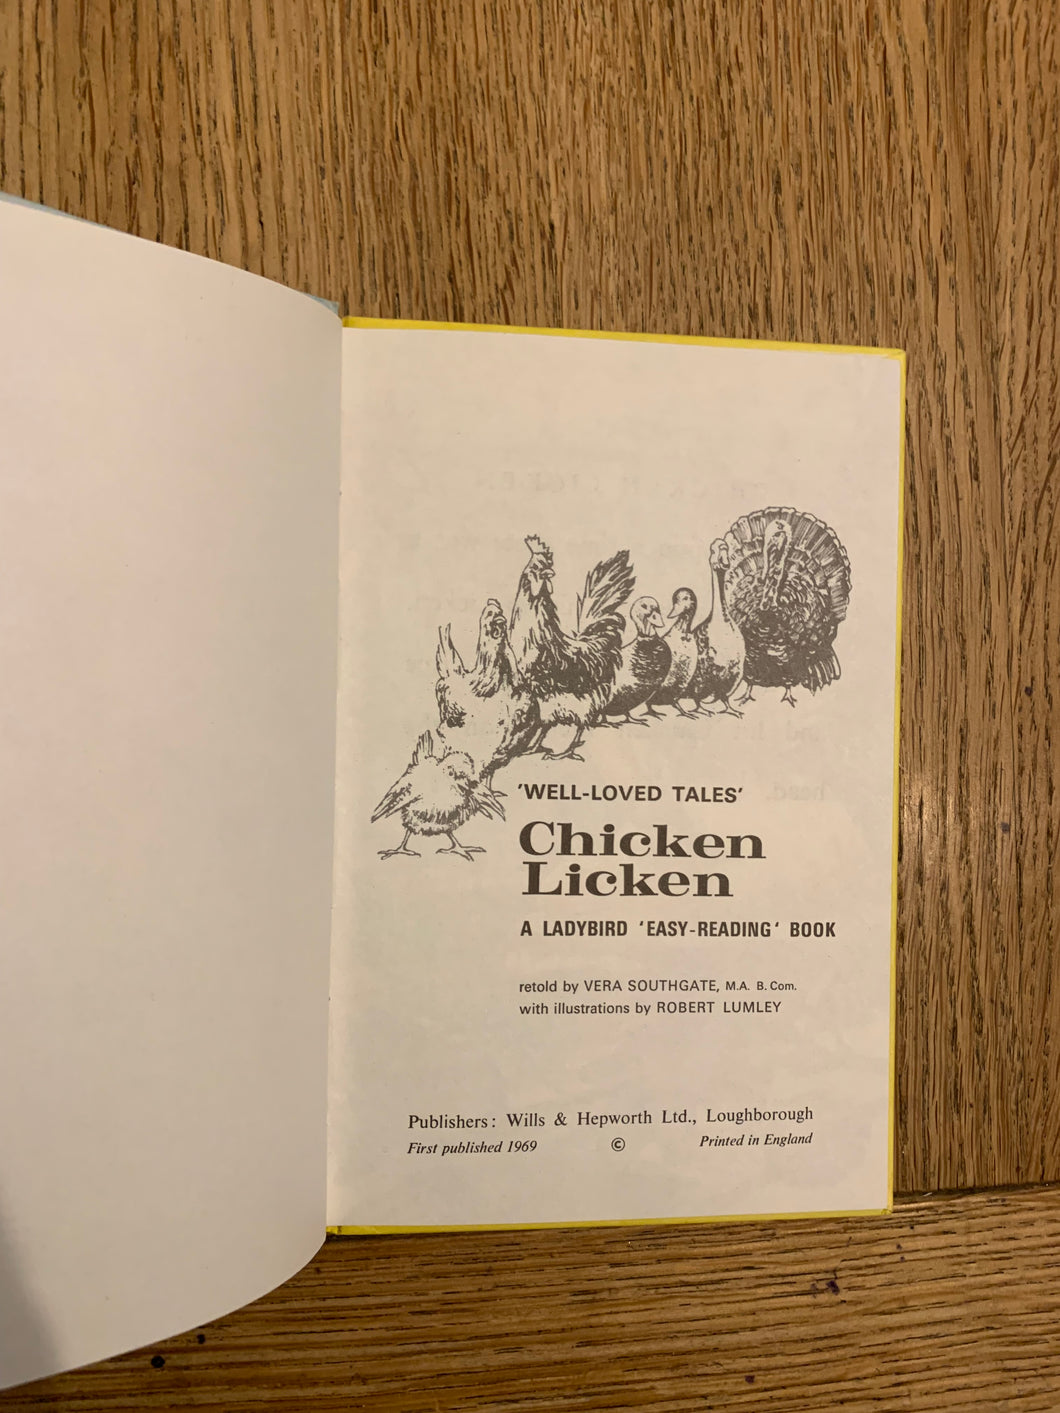 'WELL-LOVED TALES'
Chicken
Licken
A LADYBIRD 'EASY-READING' BOOK
retold by VERA SOUTHGATE, M.A. B.Com.
with illustrations by ROBERT LUMLEY
Publishers: Wills & Hepworth Ltd., Loughborough
First published 1969 © Printed in England